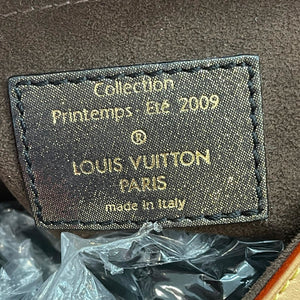 Collection
Printemps Eté 2009
®
LOUIS VUITTON
PARIS
made in Italy